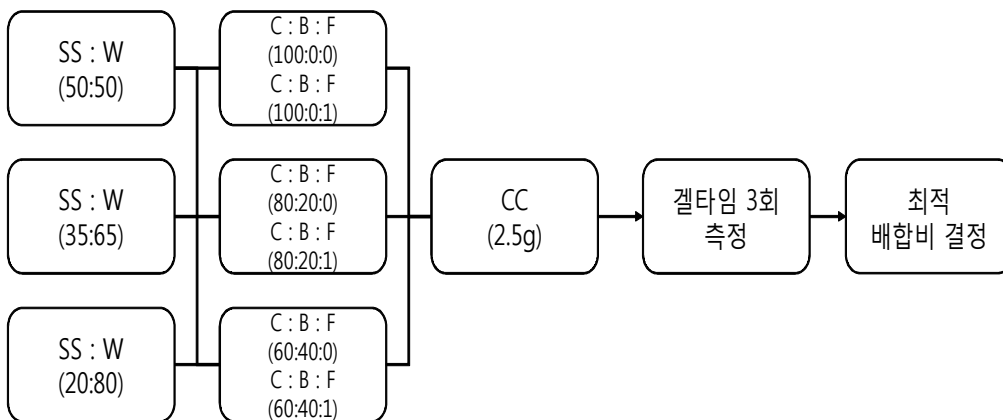 SS : W
(50:50)
C : B : F
(100:0:0)
C : B : F
(100:0:1)
SS : W
(35:65)
C : B : F
(80:20:0)
C : B : F
(80:20:1)
CC
(2.5g)
겔타임 3회
측정
최적
배합비 결정
SS : W
(20:80)
C : B : F
(60:40:0)
C : B : F
(60:40:1)